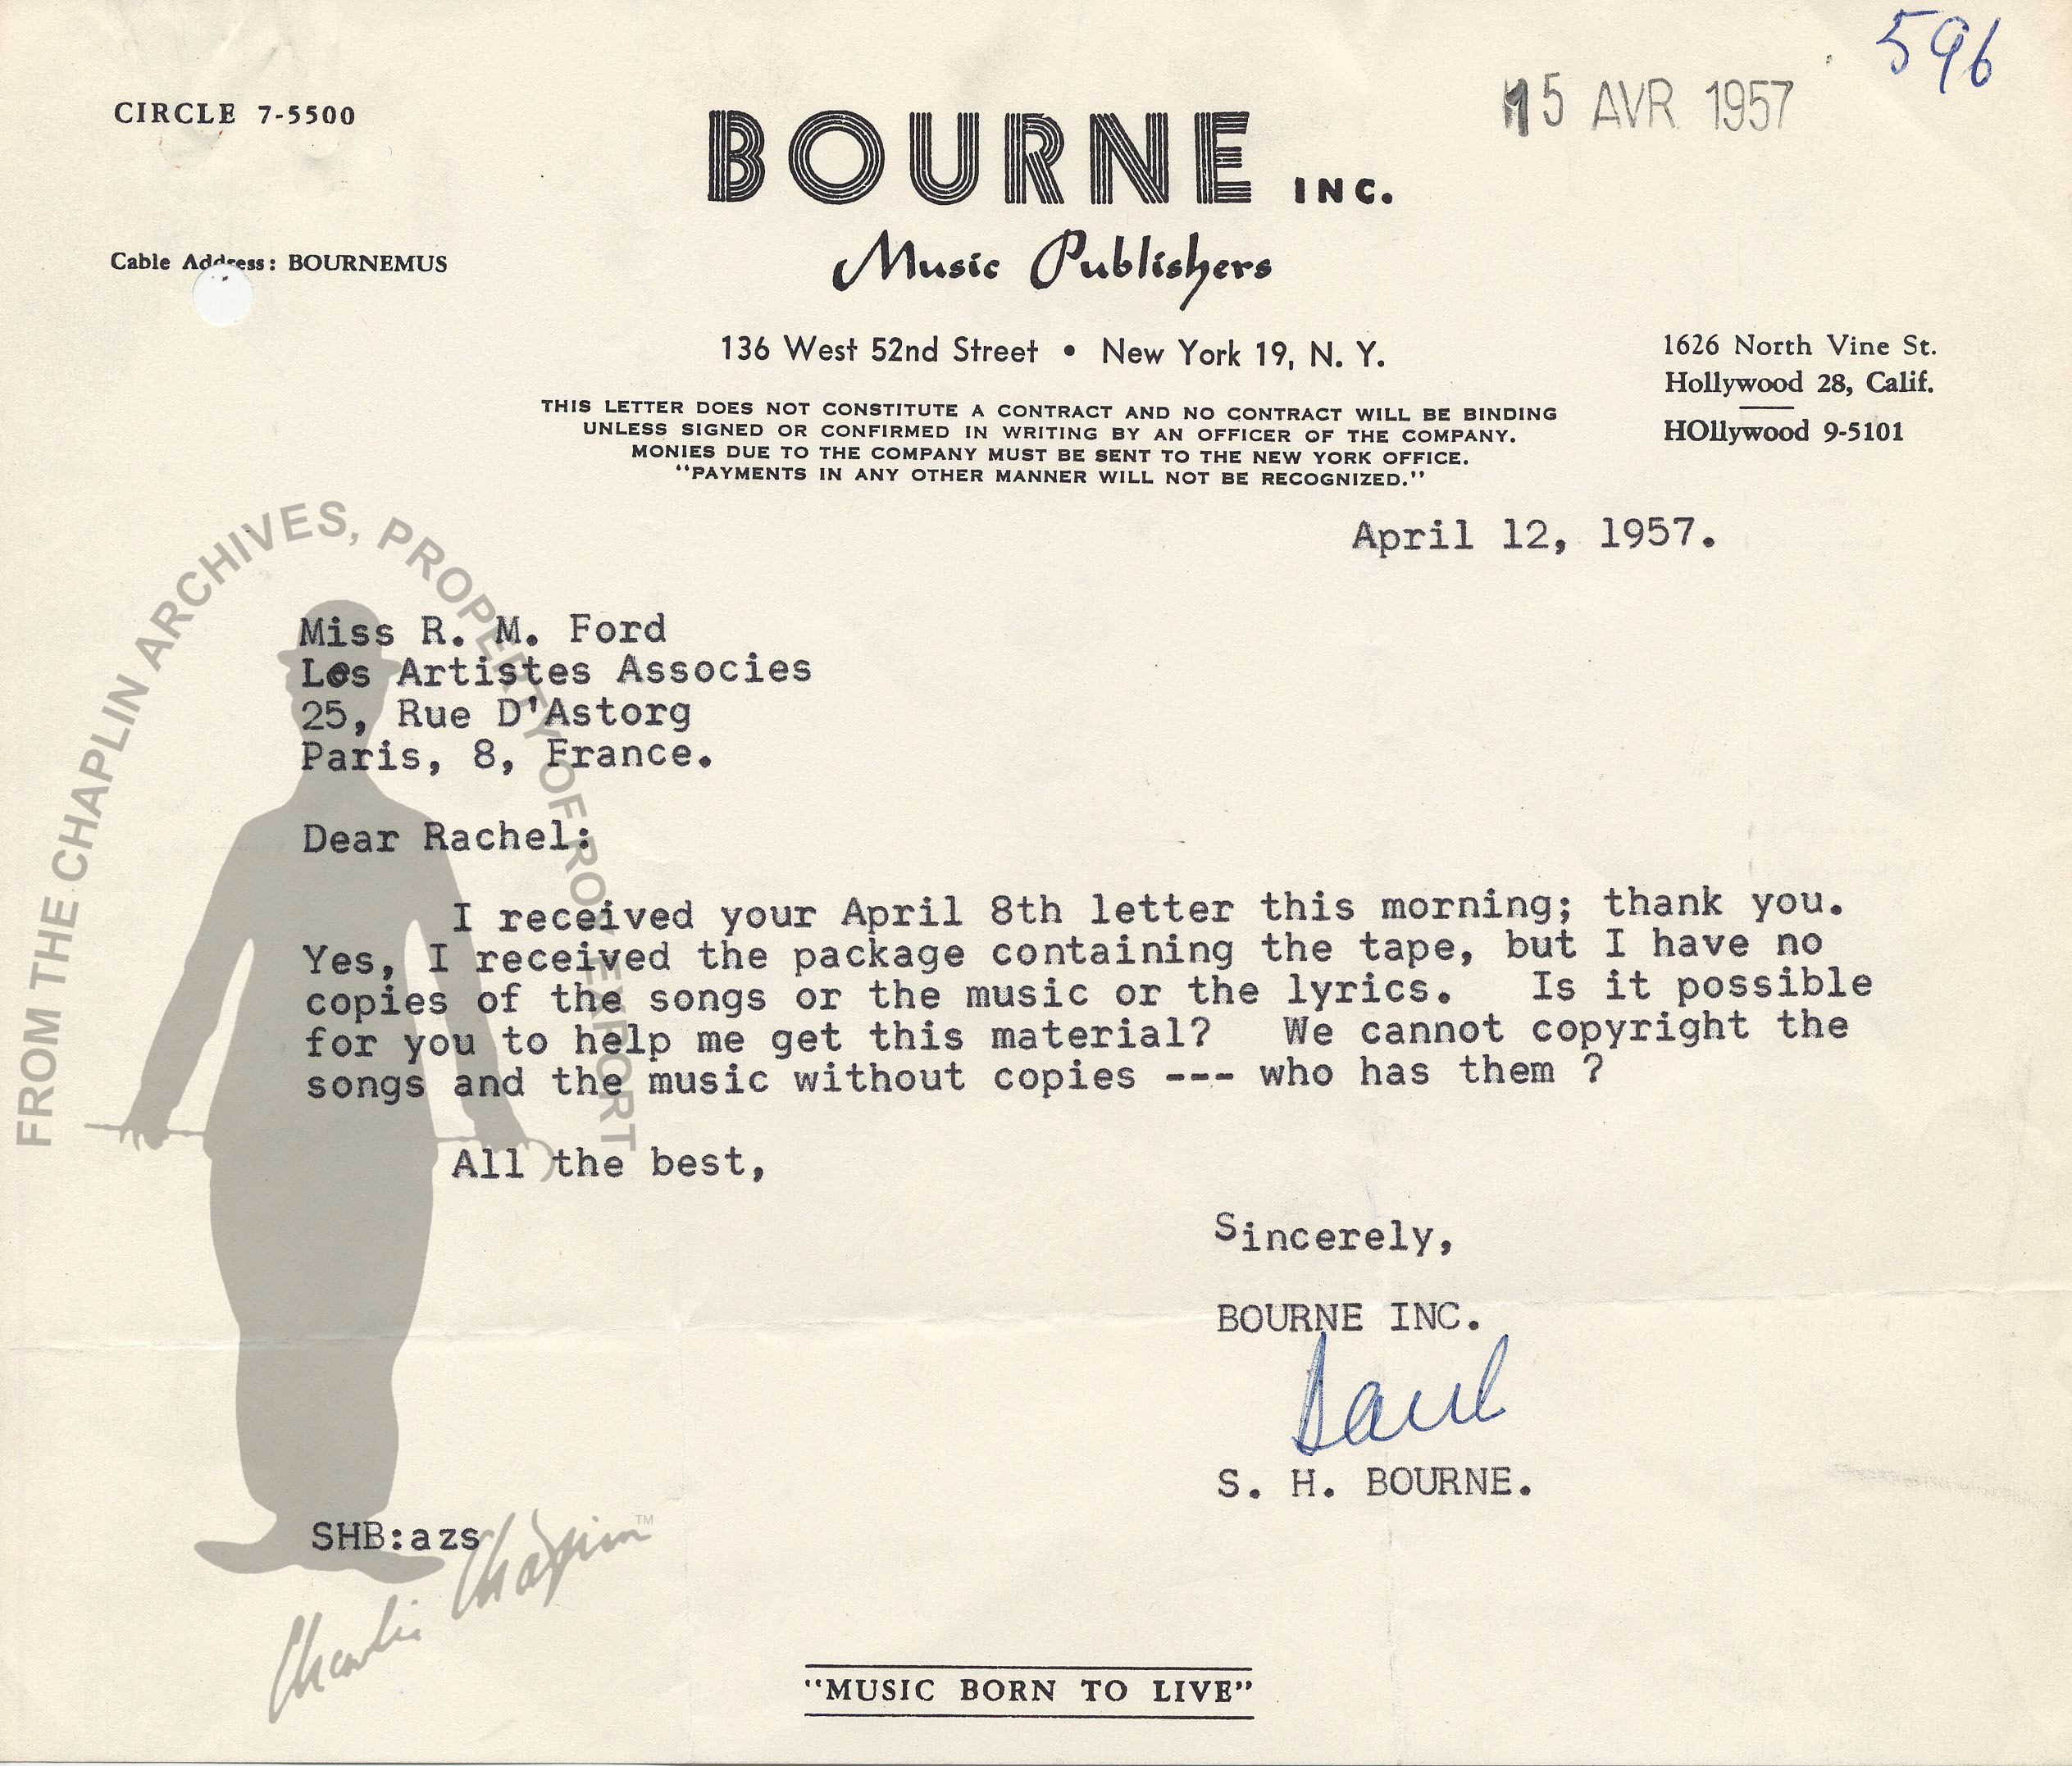 596
15 AVR 1957
CIRCLE 7-5500
BOURNE INC.
Cable Address: BOURNEMUS
Music Publishers
136 West 52nd Street • New York 19, N. Y.
1626 North Vine St.
Hollywood 28, Calif.
HOllywood 9-5101
THIS LETTER DOES NOT CONSTITUTE A CONTRACT AND NO CONTRACT WILL BE BINDING
UNLESS SIGNED OR CONFIRMED IN WRITING BY AN OFFICER OF THE COMPANY.
MONIES DUE TO THE COMPANY MUST BE SENT TO THE NEW YORK OFFICE.
"PAYMENTS IN ANY OTHER MANNER WILL NOT BE RECOGNIZED."
April 12, 1957.
FROM THE CHAPLIN ARCHIVES, PROPERTY OF ROY EXPORT
Miss R. M. Ford
Les Artistes Associes
25, Rue D'Astorg
Paris, 8, France.
Dear Rachel:
I received your April 8th letter this morning; thank you.
Yes, I received the package containing the tape, but I have no
copies of the songs or the music or the lyrics. Is it possible
for you to help me get this material? We cannot copyright the
songs and the music without copies --- who has them ?
All the best,
Sincerely,
BOURNE INC.
Saul
S. H. BOURNE.
SHB:azs
Charlie Chaplin™
"MUSIC BORN TO LIVE"